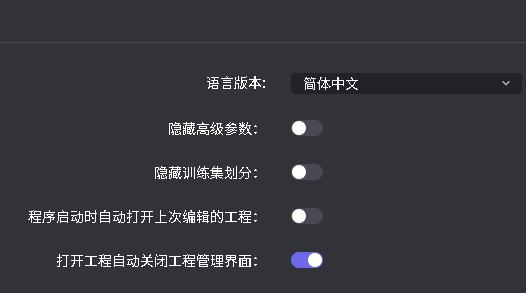 语言版本: 简体中文
隐藏高级参数:
隐藏训练集划分:
程序启动时自动打开上次编辑的工程:
打开工程自动关闭工程管理界面: